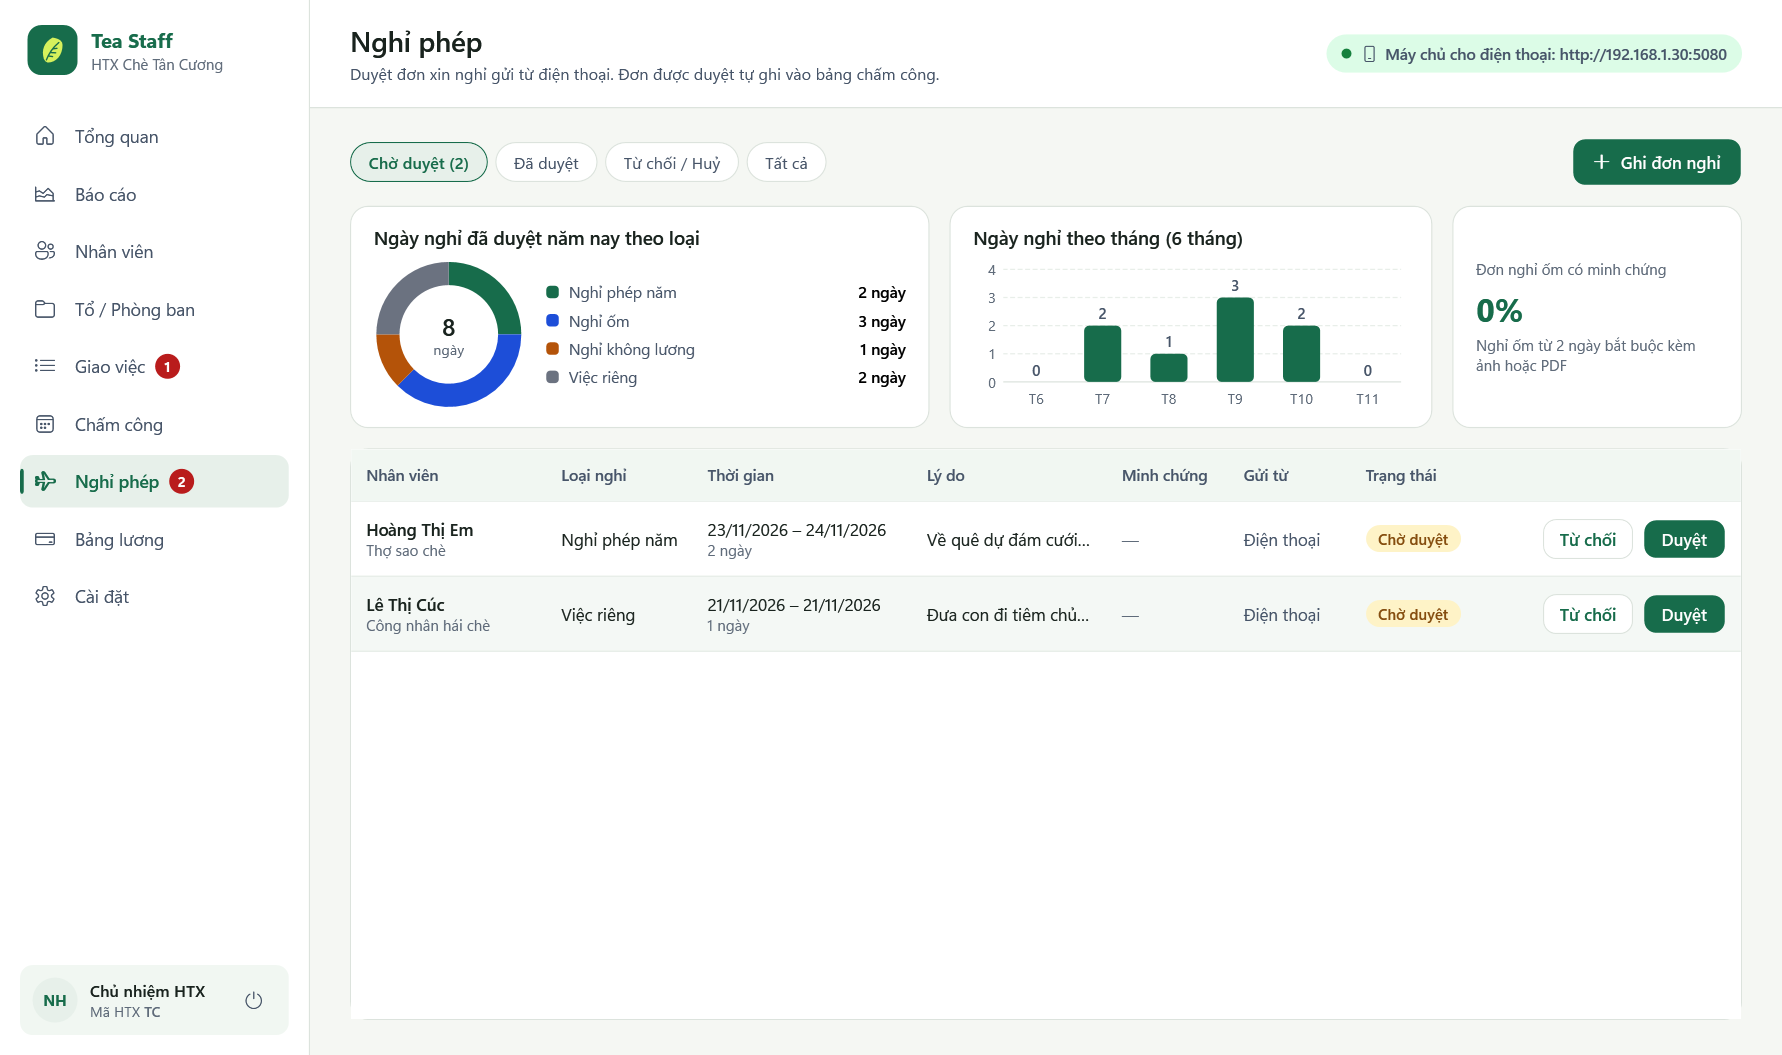 Tea Staff
HTX Chè Tân Cương
Tổng quan
Báo cáo
Nhân viên
Tổ / Phòng ban
Giao việc 1
Chấm công
Nghỉ phép 2
Bảng lương
Cài đặt
NH
Chủ nhiệm HTX
Mã HTX TC
Nghỉ phép
Duyệt đơn xin nghỉ gửi từ điện thoại. Đơn được duyệt tự ghi vào bảng chấm công.
Máy chủ cho điện thoại: http://192.168.1.30:5080
Chờ duyệt (2)
Đã duyệt
Từ chối / Huỷ
Tất cả
Ghi đơn nghỉ
Ngày nghỉ đã duyệt năm nay theo loại
8
ngày
Nghỉ phép năm 2 ngày
Nghỉ ốm 3 ngày
Nghỉ không lương 1 ngày
Việc riêng 2 ngày
Ngày nghỉ theo tháng (6 tháng)
4
3
2
1
0
0 2 1 3 2 0
T6 T7 T8 T9 T10 T11
Đơn nghỉ ốm có minh chứng
0%
Nghỉ ốm từ 2 ngày bắt buộc kèm
ảnh hoặc PDF
Nhân viên Loại nghỉ Thời gian Lý do Minh chứng Gửi từ Trạng thái
Hoàng Thị Em
Thợ sao chè
Nghỉ phép năm
23/11/2026 – 24/11/2026
2 ngày
Về quê dự đám cưới...
—
Điện thoại
Chờ duyệt
Từ chối
Duyệt
Lê Thị Cúc
Công nhân hái chè
Việc riêng
21/11/2026 – 21/11/2026
1 ngày
Đưa con đi tiêm chủ...
—
Điện thoại
Chờ duyệt
Từ chối
Duyệt